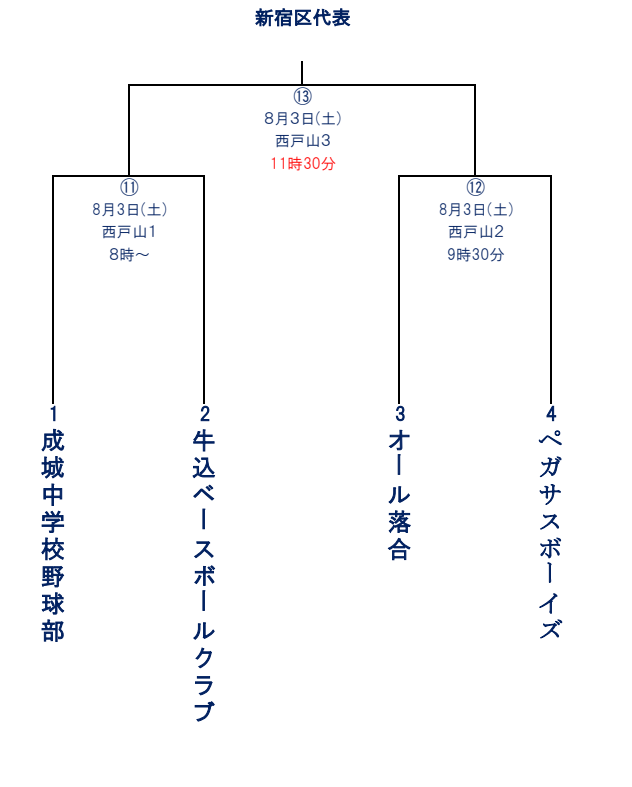 新宿区代表
⑬
8月3日(土)
西戸山3
11時30分
⑪
8月3日(土)
西戸山1
8時～
⑫
8月3日(土)
西戸山2
9時30分
1
成城中学校野球部
2
牛込ベースボールクラブ
3
オール落合
4
ペガサスボーイズ